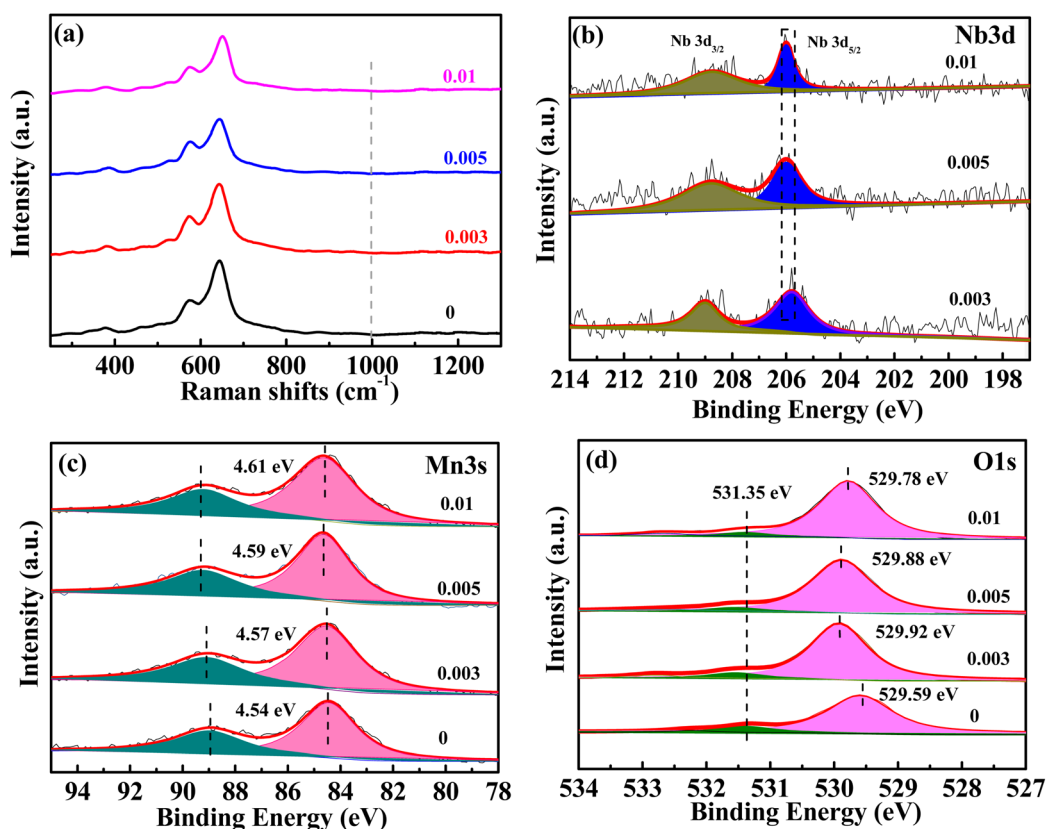 (a)
0.01
0.005
0.003
0
Intensity (a.u.)
400 600 800 1000 1200
Raman shifts (cm⁻¹)
(b)
Nb 3d₃/₂
Nb 3d₅/₂
Nb3d
0.01
0.005
0.003
Intensity (a.u.)
214 212 210 208 206 204 202 200 198
Binding Energy (eV)
(c)
Mn3s
4.61 eV
0.01
4.59 eV
0.005
4.57 eV
0.003
4.54 eV
0
Intensity (a.u.)
94 92 90 88 86 84 82 80 78
Binding Energy (eV)
(d)
O1s
531.35 eV
529.78 eV
0.01
529.88 eV
0.005
529.92 eV
0.003
529.59 eV
0
Intensity (a.u.)
534 533 532 531 530 529 528 527
Binding Energy (eV)